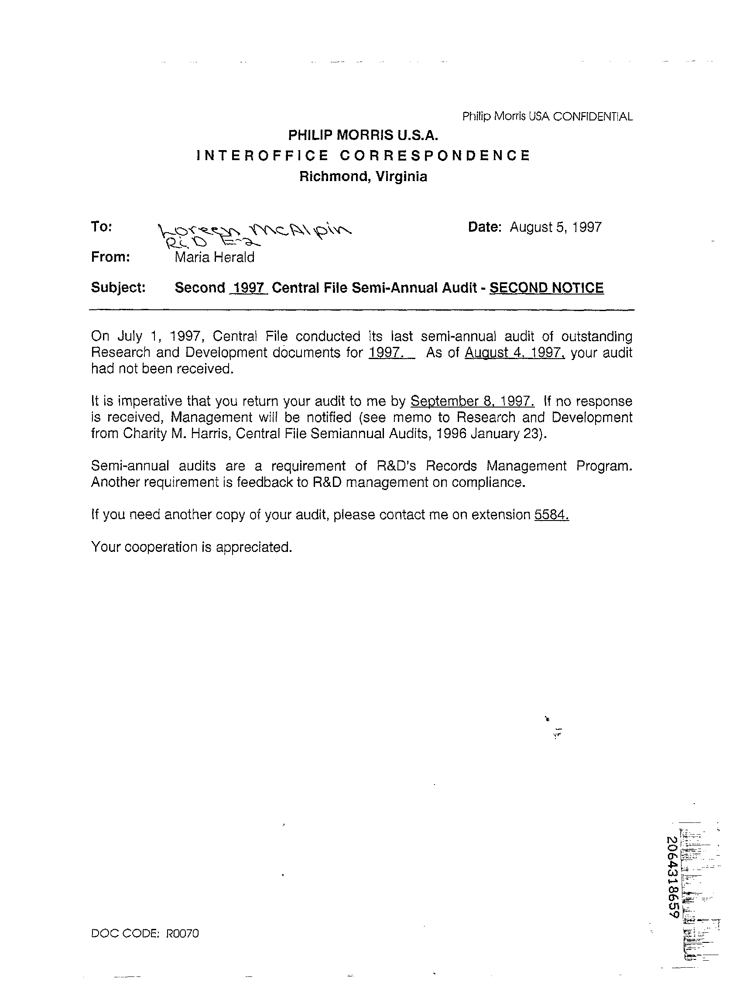 Philip Morris USA CONFIDENTIAL
PHILIP MORRIS U.S.A.
INTEROFFICE CORRESPONDENCE
Richmond, Virginia
To: Loreen McAlpin
R&D E-2
Date: August 5, 1997
From: Maria Herald
Subject: Second 1997 Central File Semi-Annual Audit - SECOND NOTICE
On July 1, 1997, Central File conducted its last semi-annual audit of outstanding
Research and Development documents for 1997. As of August 4, 1997, your audit
had not been received.
It is imperative that you return your audit to me by September 8, 1997. If no response
is received, Management will be notified (see memo to Research and Development
from Charity M. Harris, Central File Semiannual Audits, 1996 January 23).
Semi-annual audits are a requirement of R&D's Records Management Program.
Another requirement is feedback to R&D management on compliance.
If you need another copy of your audit, please contact me on extension 5584.
Your cooperation is appreciated.
2064318659
DOC CODE: R0070